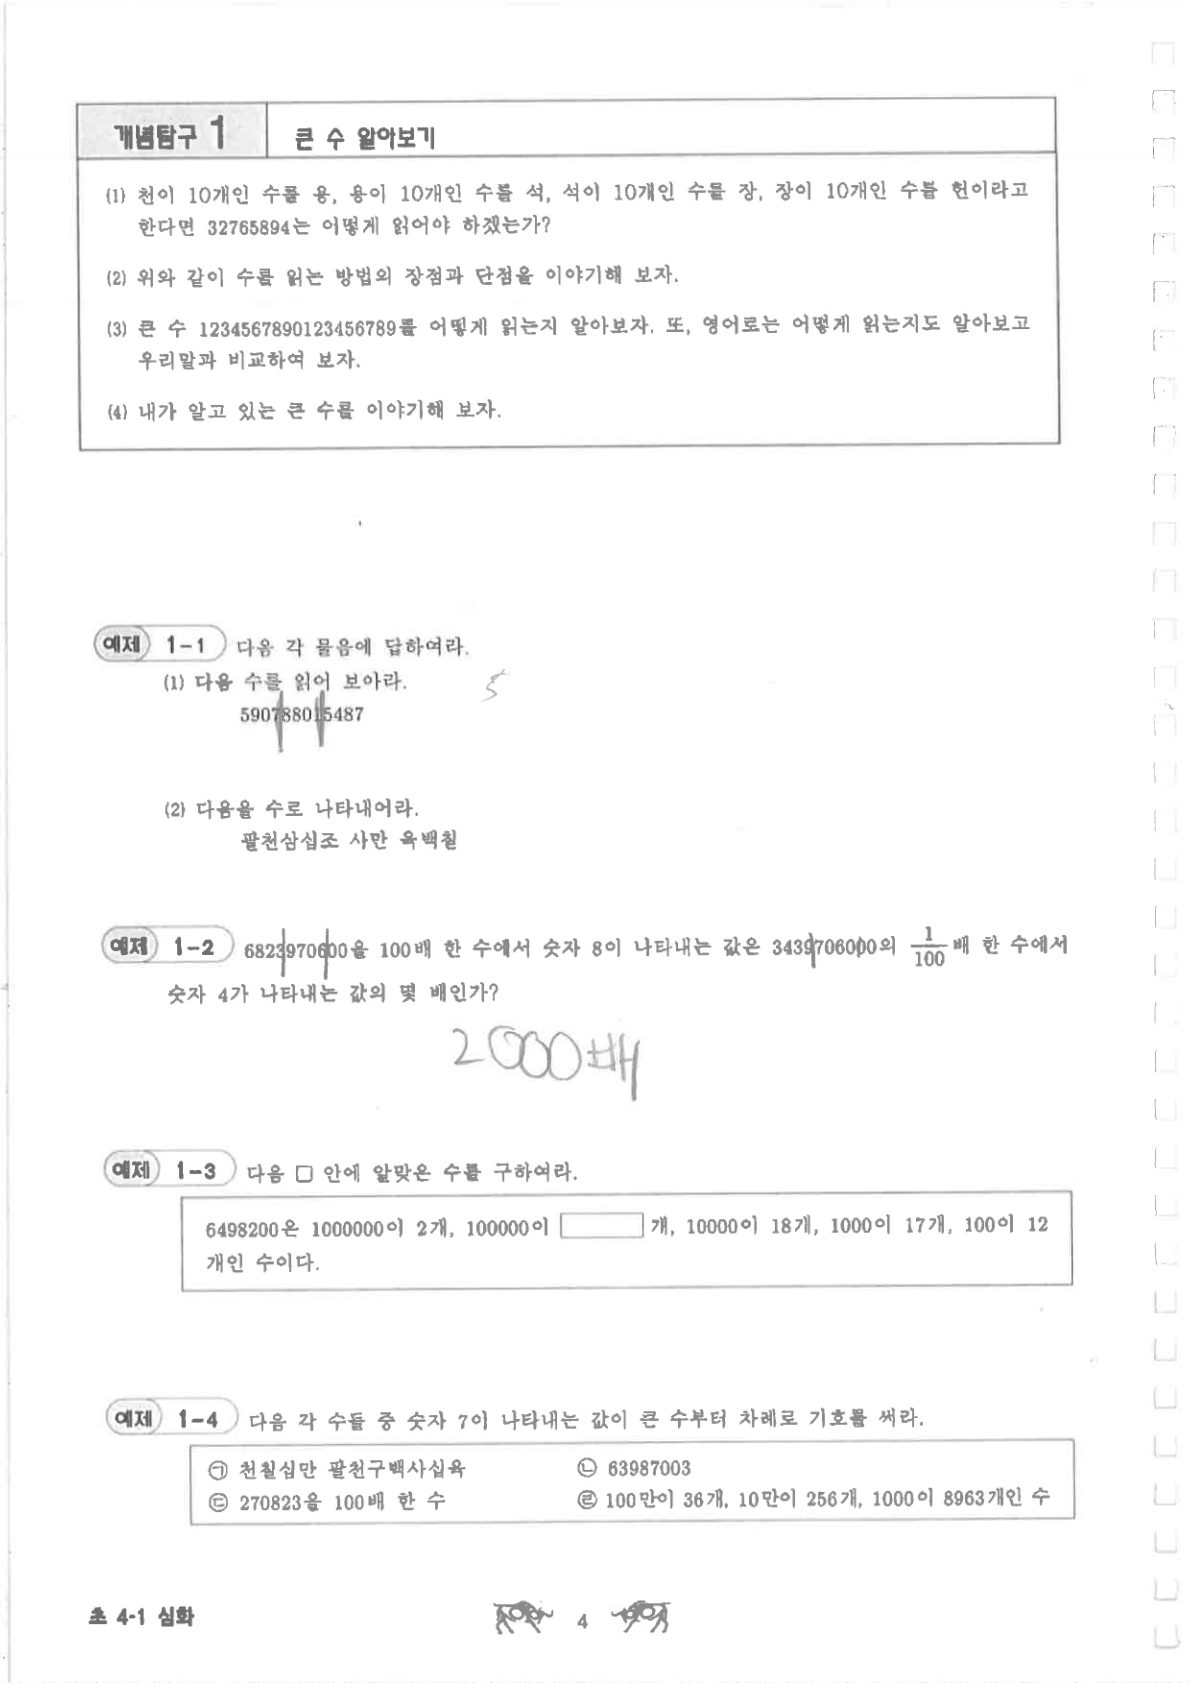 개념탐구 1 큰 수 알아보기
(1) 천이 10개인 수를 용, 용이 10개인 수를 석, 석이 10개인 수를 장, 장이 10개인 수를 헌이라고
한다면 32765894는 어떻게 읽어야 하겠는가?
(2) 위와 같이 수를 읽는 방법의 장점과 단점을 이야기해 보자.
(3) 큰 수 1234567890123456789를 어떻게 읽는지 알아보자. 또, 영어로는 어떻게 읽는지도 알아보고
우리말과 비교하여 보자.
(4) 내가 알고 있는 큰 수를 이야기해 보자.
예제 1-1 다음 각 물음에 답하여라.
(1) 다음 수를 읽어 보아라. 5
590788015487
(2) 다음을 수로 나타내어라.
팔천삼십조 사만 육백칠
예제 1-2 6823970600을 100배 한 수에서 숫자 8이 나타내는 값은 3439706000의 1/100배 한 수에서
숫자 4가 나타내는 값의 몇 배인가?
2000배
예제 1-3 다음 □ 안에 알맞은 수를 구하여라.
6498200은 1000000이 2개, 100000이 □개, 10000이 18개, 1000이 17개, 100이 12
개인 수이다.
예제 1-4 다음 각 수들 중 숫자 7이 나타내는 값이 큰 수부터 차례로 기호를 써라.
㉠ 천칠십만 팔천구백사십육 ㉡ 63987003
㉢ 270823을 100배 한 수 ㉣ 100만이 36개, 10만이 256개, 1000이 8963개인 수
초 4-1 심화 4